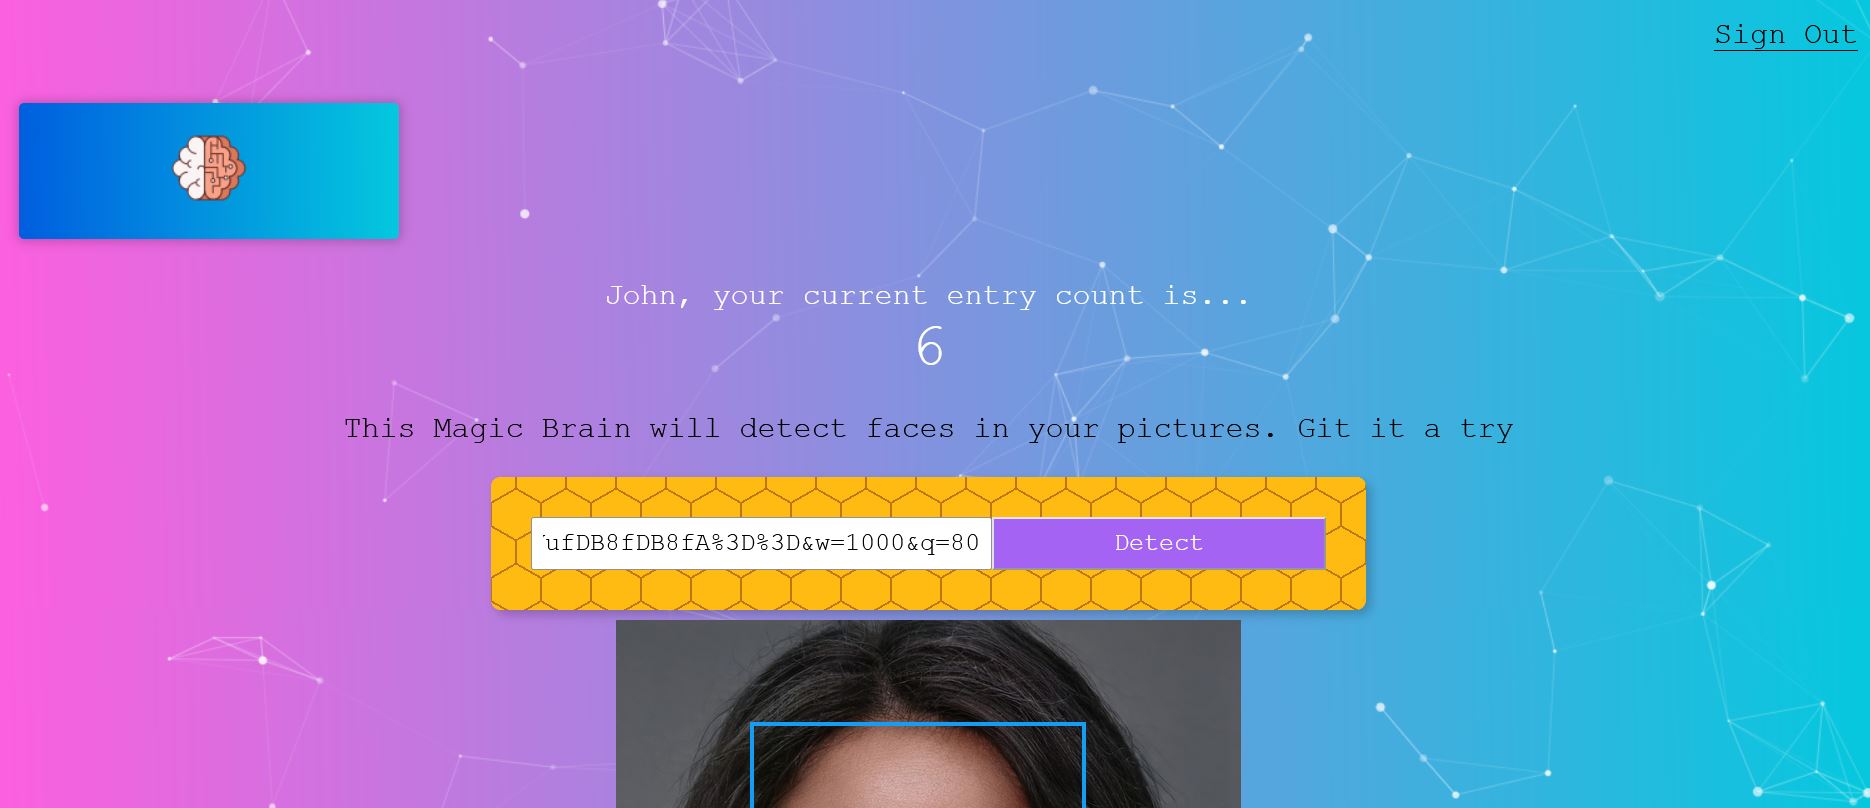 Sign Out
John, your current entry count is...
6
This Magic Brain will detect faces in your pictures. Git it a try
ufDB8fDB8fA%3D%3D&w=1000&q=80
Detect